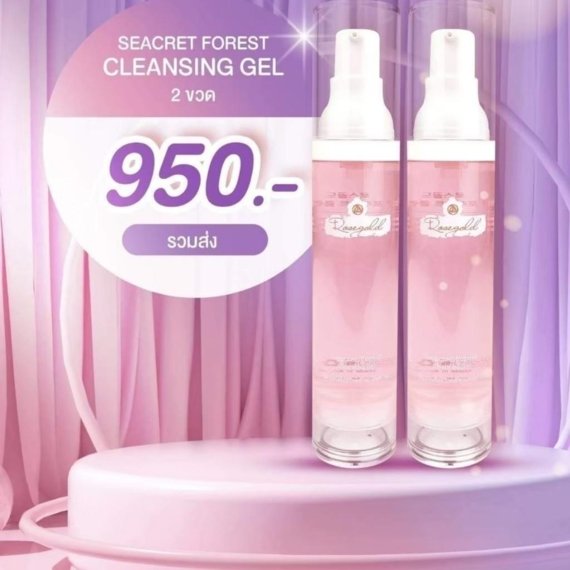 SEACRET FOREST
CLEANSING GEL
2 ขวด
950.-
รวมส่ง
Rosegold
Rosegold